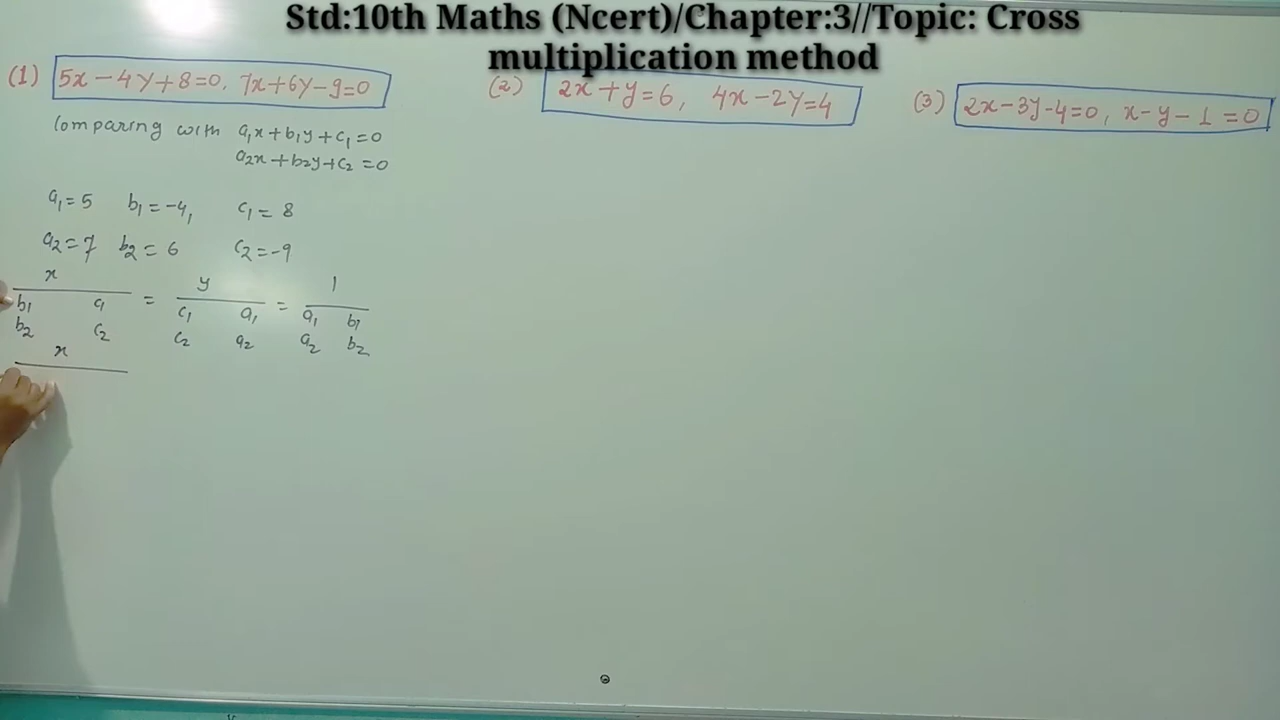 Std:10th Maths (Ncert)/Chapter:3//Topic: Cross
multiplication method
(1) 5x-4y+8=0, 7x+6y-9=0
Comparing with a₁x+b₁y+c₁=0
a₂x+b₂y+c₂=0
a₁=5 b₁=-4, c₁=8
a₂=7 b₂=6 c₂=-9
x y 1
= =
b₁ c₁ c₁ a₁ a₁ b₁
b₂ c₂ c₂ a₂ a₂ b₂
x
(2) 2x+y=6, 4x-2y=4
(3) 2x-3y-4=0, x-y-1=0